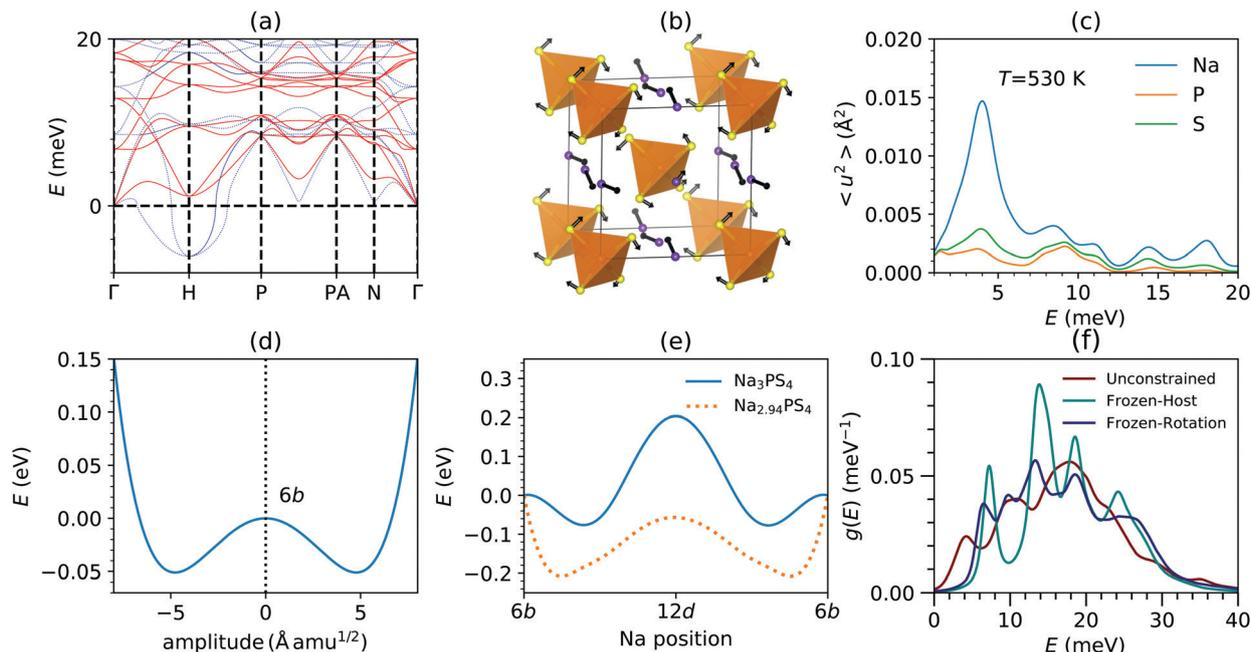 (a)
20
0
E (meV)
Γ H P PA N Γ
(b)
(c)
0.020
0.015
0.010
0.005
0.000
< u² > (Å²)
T=530 K
Na
P
S
5 10 15 20
E (meV)
(d)
0.15
0.10
0.05
0.00
−0.05
E (eV)
6b
−5 0 5
amplitude (Å amu^{1/2})
(e)
0.3
0.2
0.1
0.0
−0.1
−0.2
E (eV)
Na₃PS₄
Na₂.₉₄PS₄
6b 12d 6b
Na position
(f)
0.10
0.05
0.00
g(E) (meV⁻¹)
Unconstrained
Frozen-Host
Frozen-Rotation
0 10 20 30 40
E (meV)